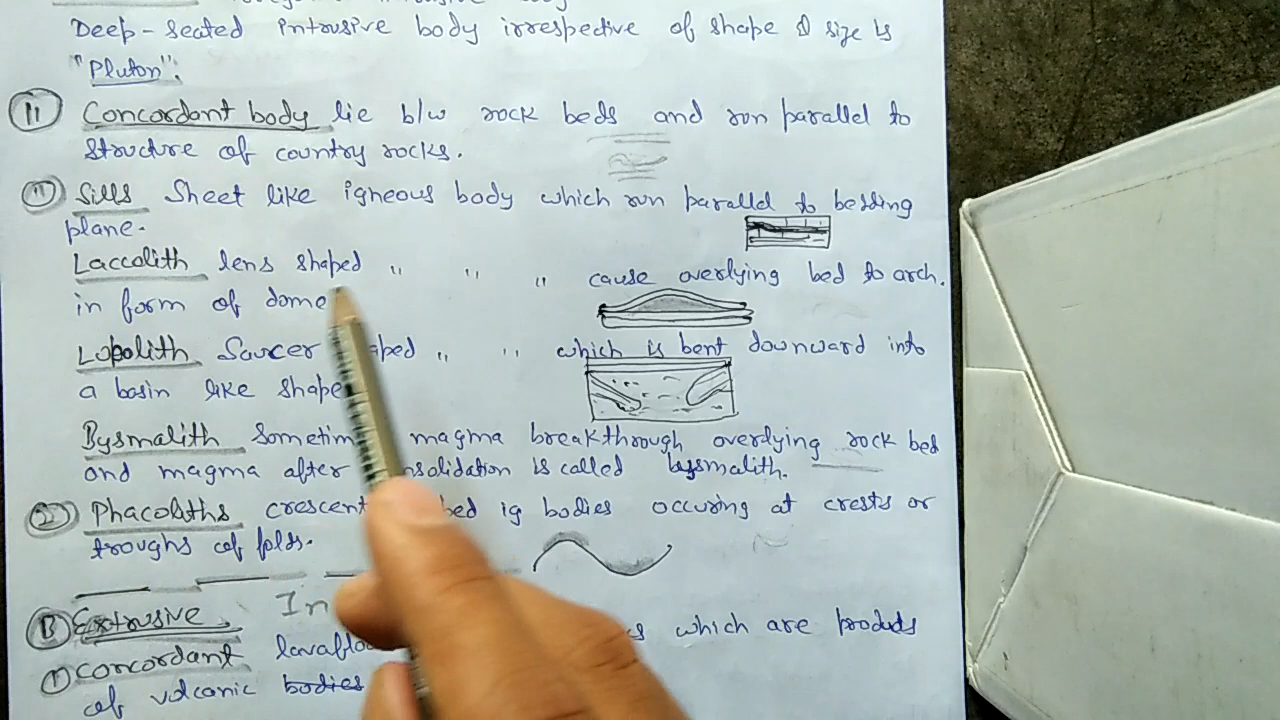 Deep-seated intrusive body irrespective of shape & size is
"Pluton".
II Concordant body lie b/w rock beds and run parallel to
structure of country rocks.
1 Sills Sheet like igneous body which run parallel to bedding
plane.
Laccolith lens shaped " " " cause overlying bed to arch.
in form of dome
Lopolith Saucer aped " " which is bent downward into
a basin like shape
Bysmalith Sometim magma breakthrough overlying rock bed
and magma after nsolidation is called bysmalith.
2 Phacoliths crescent bed ig bodies occuring at crests or
troughs of folds.
B Extrusive. In
1 Concordant lavaflo s which are products
of volcanic bodies